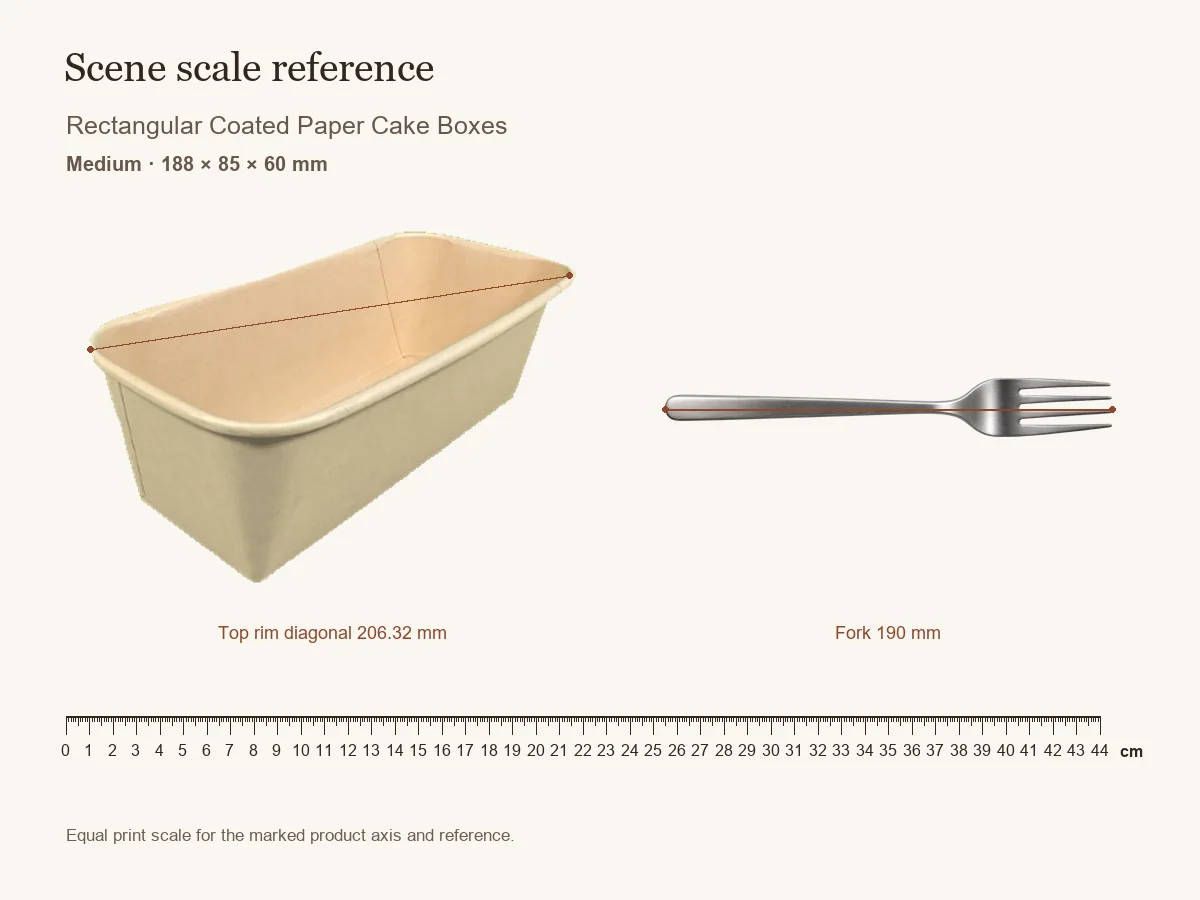 Scene scale reference
Rectangular Coated Paper Cake Boxes
Medium · 188 × 85 × 60 mm
Top rim diagonal 206.32 mm
Fork 190 mm
0 1 2 3 4 5 6 7 8 9 10 11 12 13 14 15 16 17 18 19 20 21 22 23 24 25 26 27 28 29 30 31 32 33 34 35 36 37 38 39 40 41 42 43 44 cm
Equal print scale for the marked product axis and reference.